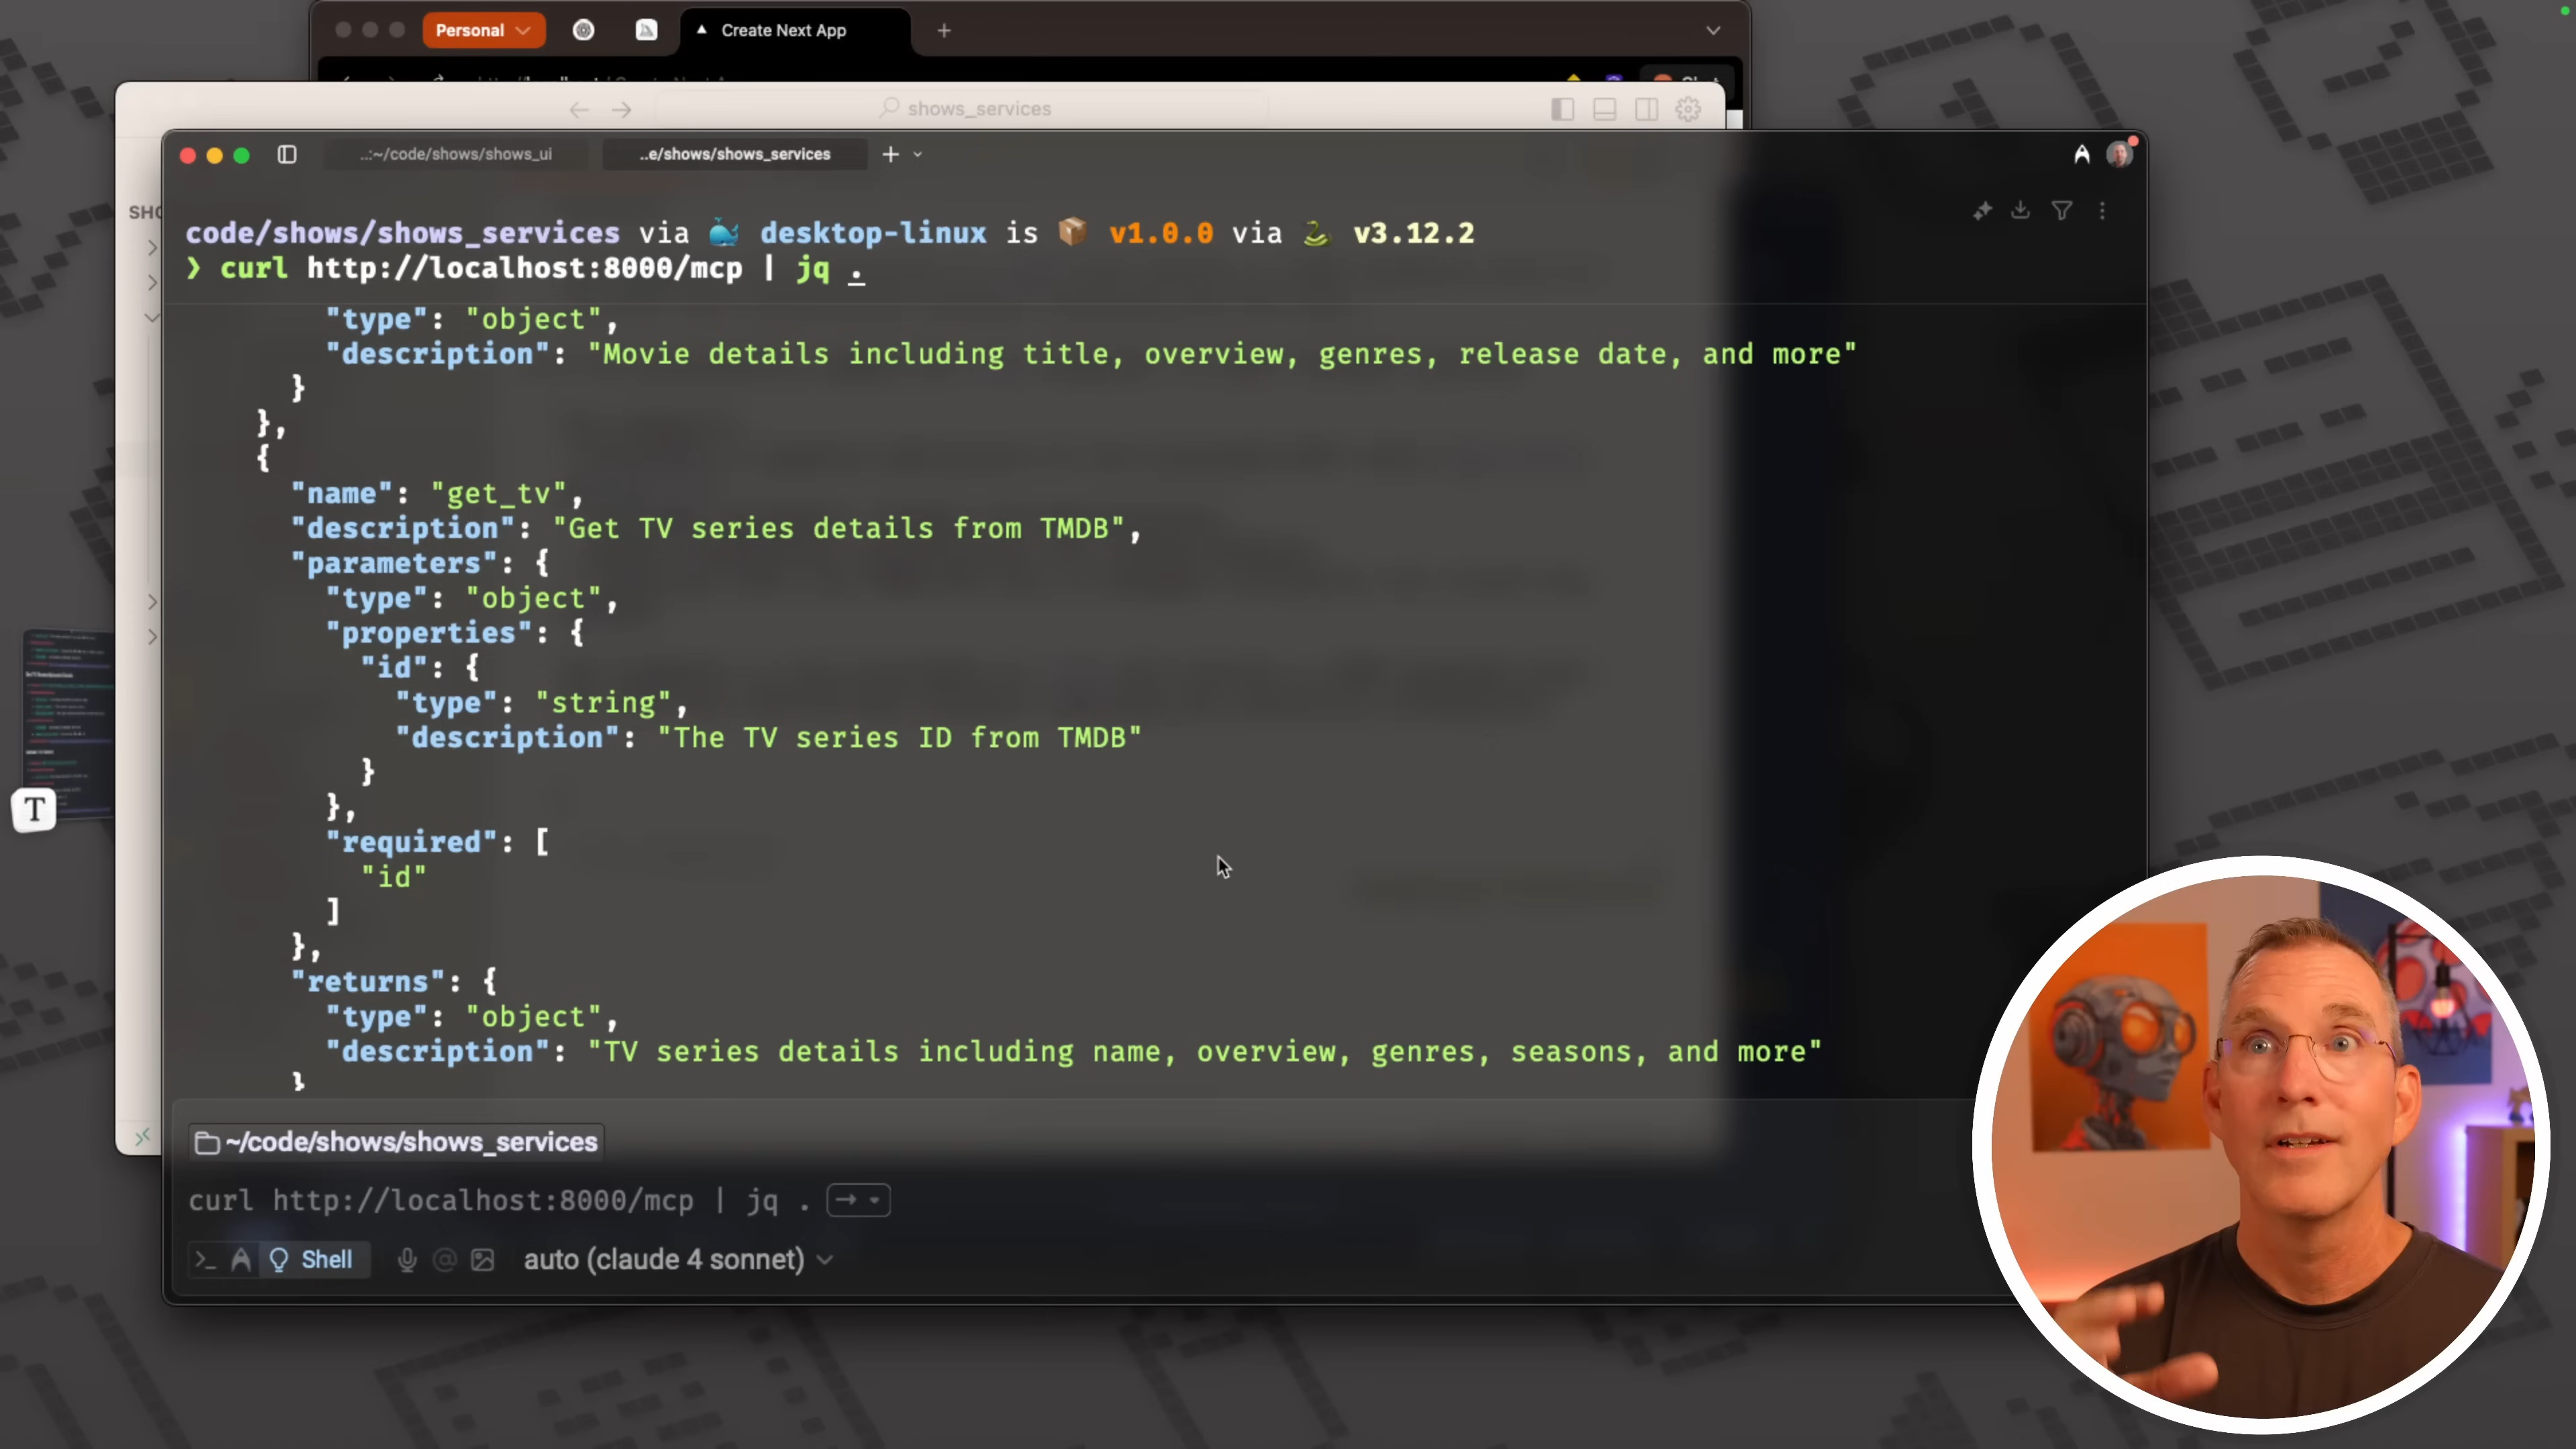 Personal
Create Next App
shows_services
..:~/code/shows/shows_ui
..e/shows/shows_services
SHO
code/shows/shows_services via 🐳 desktop-linux is 📦 v1.0.0 via 🐍 v3.12.2
❯ curl http://localhost:8000/mcp | jq .
"type": "object",
"description": "Movie details including title, overview, genres, release date, and more"
}
},
{
"name": "get_tv",
"description": "Get TV series details from TMDB",
"parameters": {
"type": "object",
"properties": {
"id": {
"type": "string",
"description": "The TV series ID from TMDB"
}
},
"required": [
"id"
]
},
"returns": {
"type": "object",
"description": "TV series details including name, overview, genres, seasons, and more"
}
T
~/code/shows/shows_services
curl http://localhost:8000/mcp | jq .
Shell
auto (claude 4 sonnet)